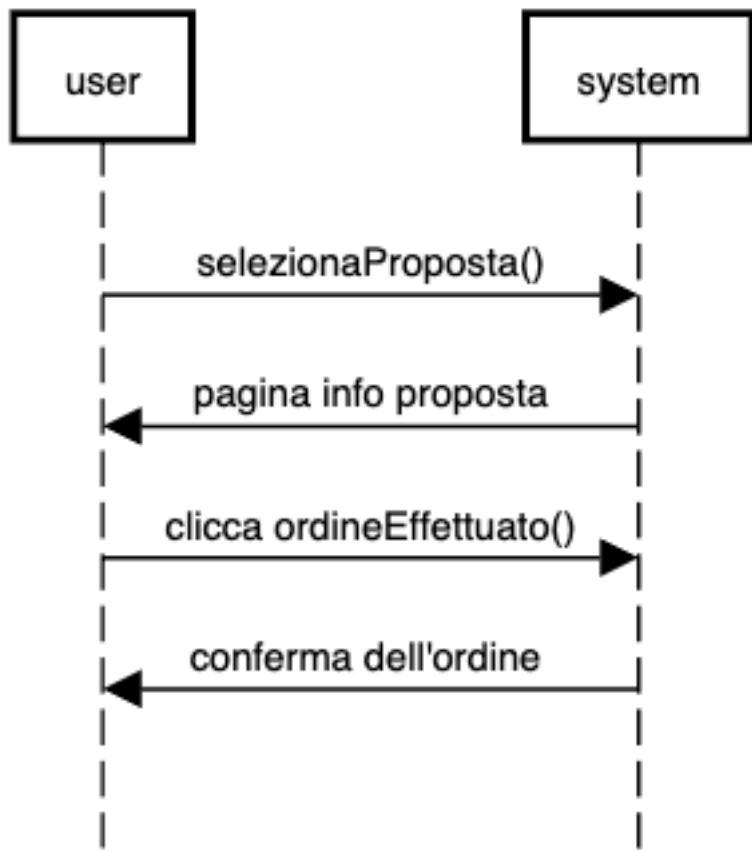 user
system
selezionaProposta()
pagina info proposta
clicca ordineEffettuato()
conferma dell'ordine